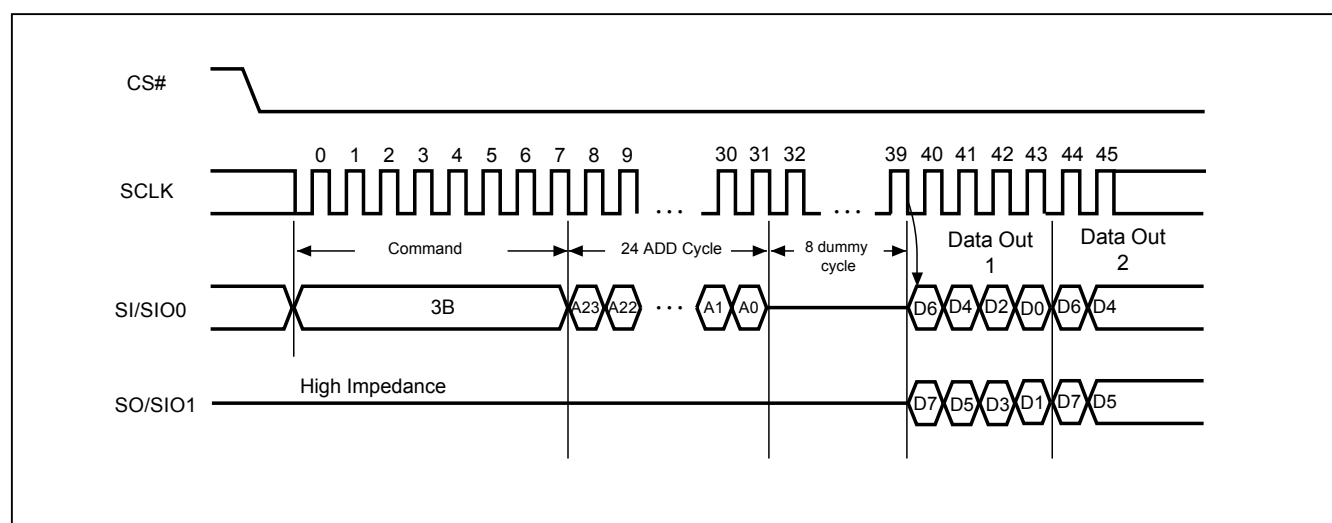 CS#
0 1 2 3 4 5 6 7 8 9 30 31 32 39 40 41 42 43 44 45
SCLK
... ...
Command 24 ADD Cycle 8 dummy cycle Data Out 1 Data Out 2
SI/SIO0 3B A23 A22 ... A1 A0 D6 D4 D2 D0 D6 D4
High Impedance
SO/SIO1 D7 D5 D3 D1 D7 D5